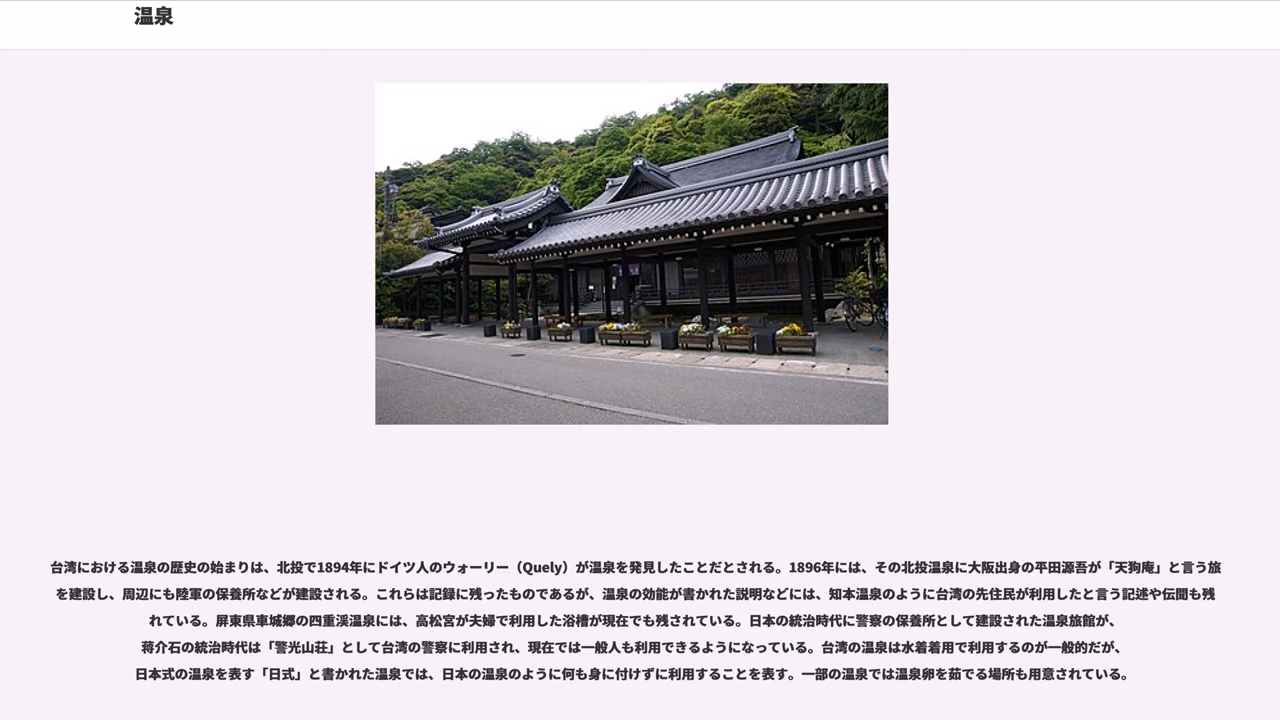 温泉
台湾における温泉の歴史の始まりは、北投で1894年にドイツ人のウォーリー（Quely）が温泉を発見したことだとされる。1896年には、その北投温泉に大阪出身の平田源吾が「天狗庵」と言う旅
を建設し、周辺にも陸軍の保養所などが建設される。これらは記録に残ったものであるが、温泉の効能が書かれた説明などには、知本温泉のように台湾の先住民が利用したと言う記述や伝聞も残
れている。屏東県車城郷の四重渓温泉には、高松宮が夫婦で利用した浴槽が現在でも残されている。日本の統治時代に警察の保養所として建設された温泉旅館が、
蒋介石の統治時代は「警光山荘」として台湾の警察に利用され、現在では一般人も利用できるようになっている。台湾の温泉は水着着用で利用するのが一般的だが、
日本式の温泉を表す「日式」と書かれた温泉では、日本の温泉のように何も身に付けずに利用することを表す。一部の温泉では温泉卵を茹でる場所も用意されている。